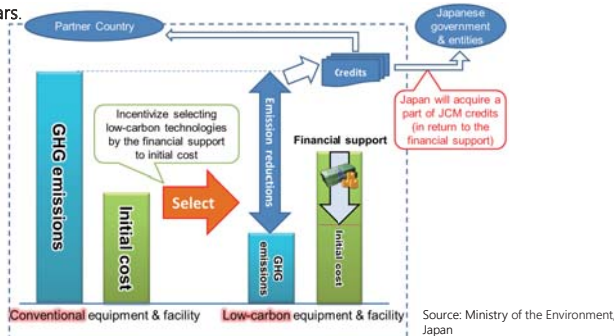 ars.
Partner Country
Japanese
government
& entities
Credits
Incentivize selecting
low-carbon technologies
by the financial support
to initial cost
Japan will acquire a
part of JCM credits
(in return to the
financial support)
Financial support
GHG emissions
Initial cost
Select
Emission reductions
GHG
emissions
Initial cost
Conventional equipment & facility
Low-carbon equipment & facility
Source: Ministry of the Environment,
Japan